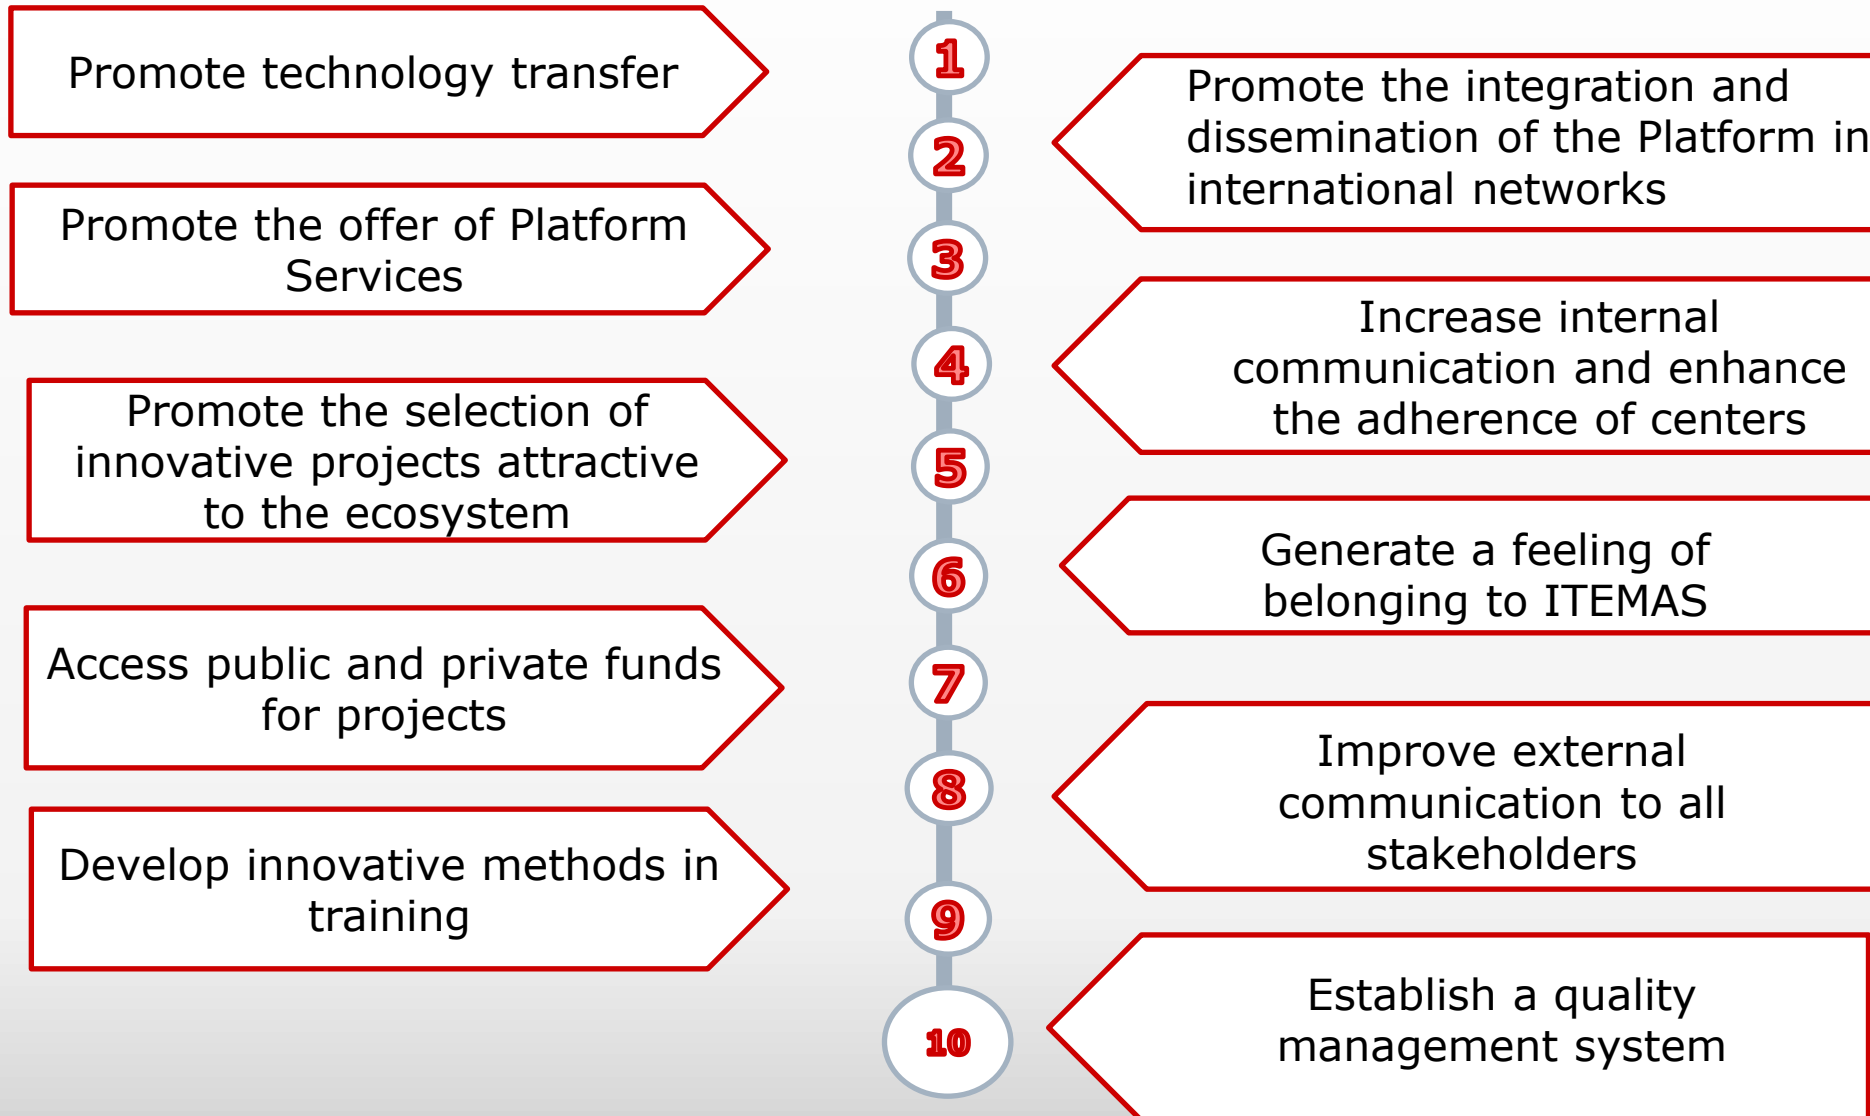 Promote technology transfer
1
Promote the integration and
dissemination of the Platform in
international networks
2
Promote the offer of Platform
Services
3
Increase internal
communication and enhance
the adherence of centers
4
Promote the selection of
innovative projects attractive
to the ecosystem
5
Generate a feeling of
belonging to ITEMAS
6
Access public and private funds
for projects
7
Improve external
communication to all
stakeholders
8
Develop innovative methods in
training
9
Establish a quality
management system
10